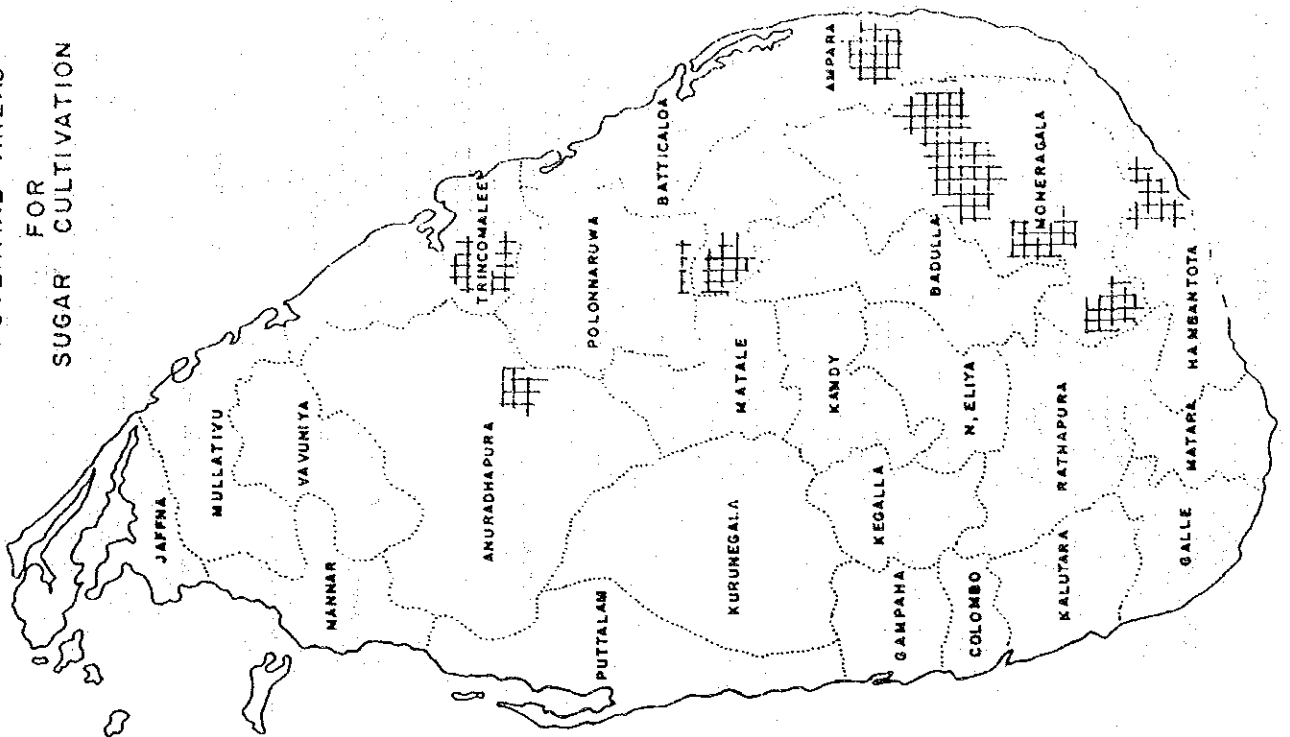 FOR
SUGAR CULTIVATION
JAFFNA
MULLATIVU
VAVUNIYA
MANNAR
TRINCOMALEE
ANURADHAPURA
POLONNARUWA
PUTTALAM
BATTICALOA
MATALE
KURUNEGALA
AMPARA
KANDY
KEGALLA
GAMPAHA
BADULLA
N, ELIYA
COLOMBO
MONERAGALA
RATNAPURA
KALUTARA
HAMBANTOTA
MATARA
GALLE